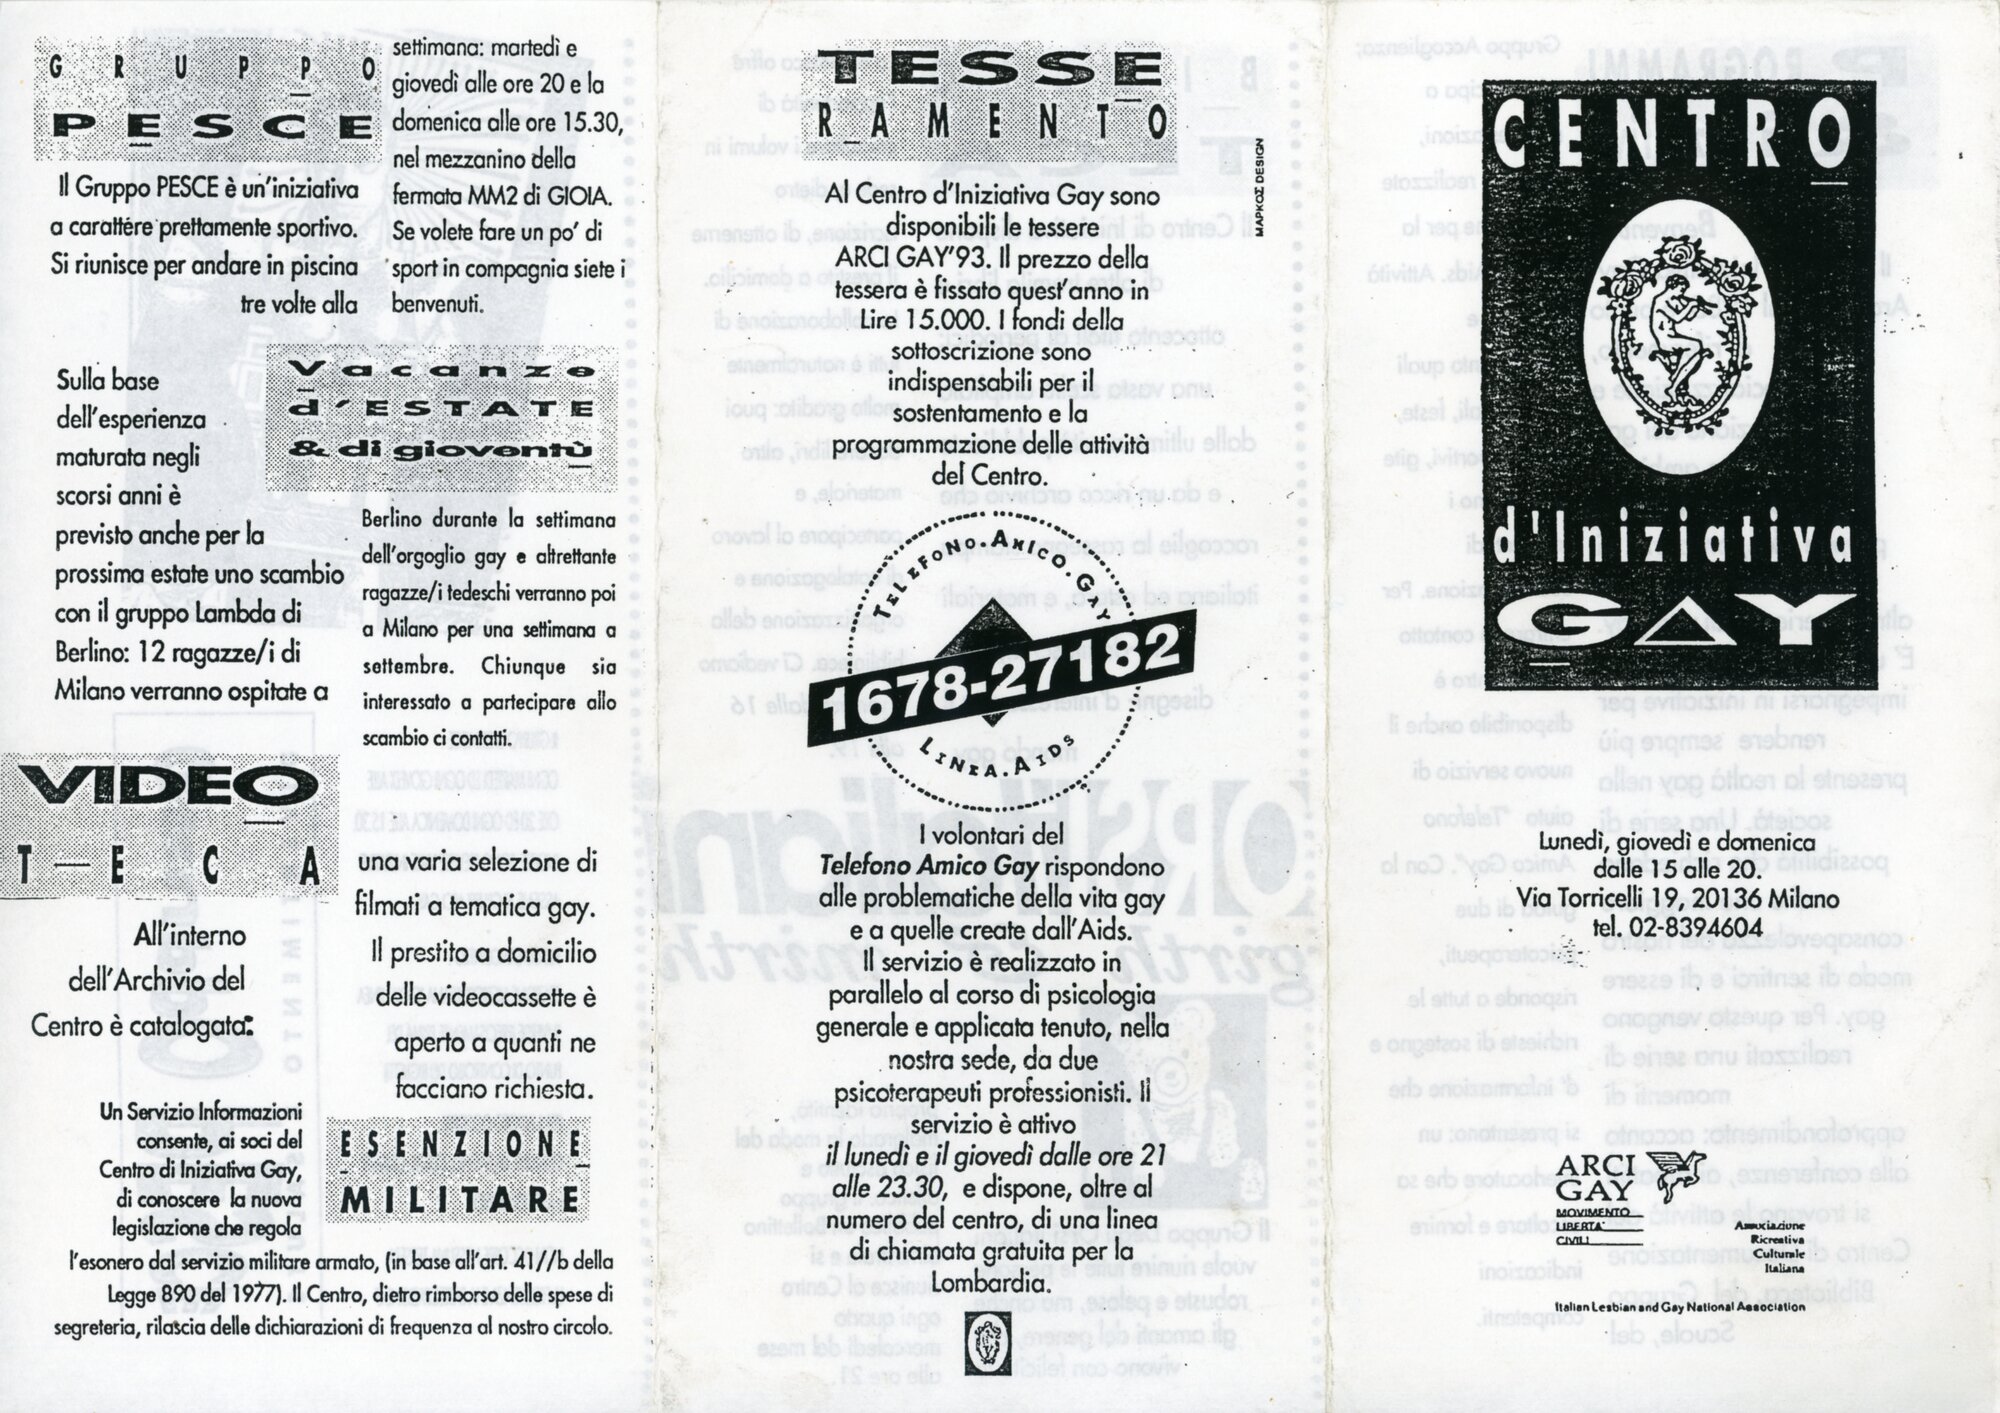 GRUPPO
PESCE
Il Gruppo PESCE è un'iniziativa
a carattere prettamente sportivo.
Si riunisce per andare in piscina
tre volte alla
settimana: martedì e
giovedì alle ore 20 e la
domenica alle ore 15.30,
nel mezzanino della
fermata MM2 di GIOIA.
Se volete fare un po' di
sport in compagnia siete i
benvenuti.
Vacanze
d'ESTATE
& di gioventù
Sulla base
dell'esperienza
maturata negli
scorsi anni è
previsto anche per la
prossima estate uno scambio
con il gruppo Lambda di
Berlino: 12 ragazze/i di
Milano verranno ospitate a
Berlino durante la settimana
dell'orgoglio gay e altrettante
ragazze/i tedeschi verranno poi
a Milano per una settimana a
settembre. Chiunque sia
interessato a partecipare allo
scambio ci contatti.
VIDEO
TECA
All'interno
dell'Archivio del
Centro è catalogata:
una varia selezione di
filmati a tematica gay.
Il prestito a domicilio
delle videocassette è
aperto a quanti ne
facciano richiesta.
ESENZIONE
MILITARE
Un Servizio Informazioni
consente, ai soci del
Centro di Iniziativa Gay,
di conoscere la nuova
legislazione che regola
l'esonero dal servizio militare armato, (in base all'art. 41//b della
Legge 890 del 1977). Il Centro, dietro rimborso delle spese di
segreteria, rilascia delle dichiarazioni di frequenza al nostro circolo.
TESSE
RAMENTO
Al Centro d'Iniziativa Gay sono
disponibili le tessere
ARCI GAY'93. Il prezzo della
tessera è fissato quest'anno in
Lire 15.000. I fondi della
sottoscrizione sono
indispensabili per il
sostentamento e la
programmazione delle attività
del Centro.
ΜΑΡΚΟΣ DESIGN
TELEFONO.AMICO.GAY
1678-27182
LINEA.AIDS
I volontari del
Telefono Amico Gay rispondono
alle problematiche della vita gay
e a quelle create dall'Aids.
Il servizio è realizzato in
parallelo al corso di psicologia
generale e applicata tenuto, nella
nostra sede, da due
psicoterapeuti professionisti. Il
servizio è attivo
il lunedì e il giovedì dalle ore 21
alle 23.30, e dispone, oltre al
numero del centro, di una linea
di chiamata gratuita per la
Lombardia.
CENTRO
d'Iniziativa
GAY
Lunedì, giovedì e domenica
dalle 15 alle 20.
Via Torricelli 19, 20136 Milano
tel. 02-8394604
ARCI
GAY
MOVIMENTO
LIBERTA'
CIVILI
Associazione
Ricreativa
Culturale
Italiana
Italian Lesbian and Gay National Association